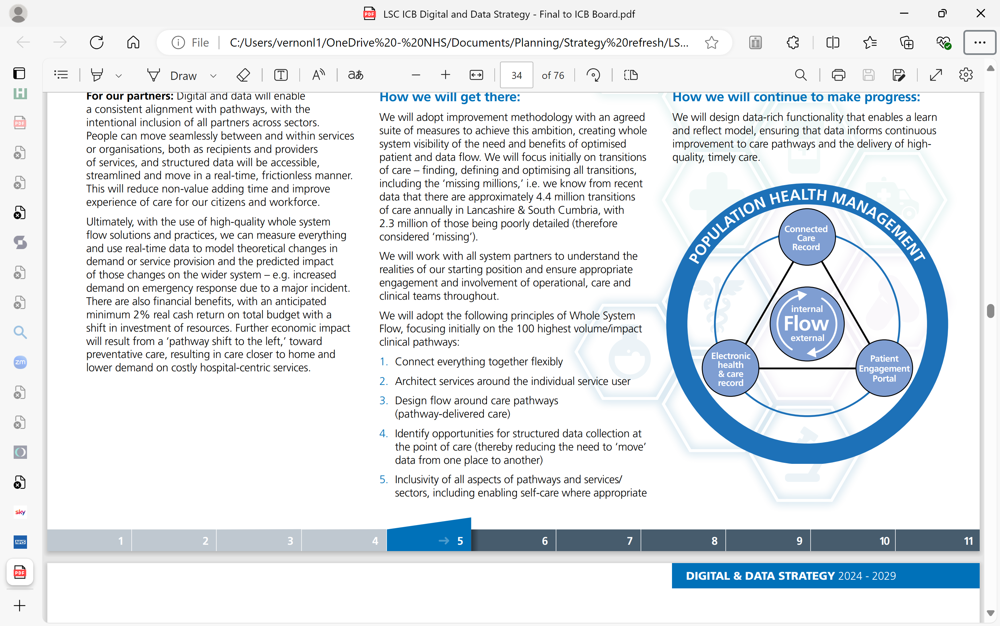 LSC ICB Digital and Data Strategy - Final to ICB Board.pdf
File
C:/Users/vernonl1/OneDrive%20-%20NHS/Documents/Planning/Strategy%20refresh/LS...
Draw
aあ
34
of 76
For our partners: Digital and data will enable
a consistent alignment with pathways, with the
intentional inclusion of all partners across sectors.
People can move seamlessly between and within services
or organisations, both as recipients and providers
of services, and structured data will be accessible,
streamlined and move in a real-time, frictionless manner.
This will reduce non-value adding time and improve
experience of care for our citizens and workforce.
Ultimately, with the use of high-quality whole system
flow solutions and practices, we can measure everything
and use real-time data to model theoretical changes in
demand or service provision and the predicted impact
of those changes on the wider system – e.g. increased
demand on emergency response due to a major incident.
There are also financial benefits, with an anticipated
minimum 2% real cash return on total budget with a
shift in investment of resources. Further economic impact
will result from a ‘pathway shift to the left,’ toward
preventative care, resulting in care closer to home and
lower demand on costly hospital-centric services.
How we will get there:
We will adopt improvement methodology with an agreed
suite of measures to achieve this ambition, creating whole
system visibility of the need and benefits of optimised
patient and data flow. We will focus initially on transitions
of care – finding, defining and optimising all transitions,
including the ‘missing millions,’ i.e. we know from recent
data that there are approximately 4.4 million transitions
of care annually in Lancashire & South Cumbria, with
2.3 million of those being poorly detailed (therefore
considered ‘missing’).
We will work with all system partners to understand the
realities of our starting position and ensure appropriate
engagement and involvement of operational, care and
clinical teams throughout.
We will adopt the following principles of Whole System
Flow, focusing initially on the 100 highest volume/impact
clinical pathways:
1. Connect everything together flexibly
2. Architect services around the individual service user
3. Design flow around care pathways
(pathway-delivered care)
4. Identify opportunities for structured data collection at
the point of care (thereby reducing the need to ‘move’
data from one place to another)
5. Inclusivity of all aspects of pathways and services/
sectors, including enabling self-care where appropriate
How we will continue to make progress:
We will design data-rich functionality that enables a learn
and reflect model, ensuring that data informs continuous
improvement to care pathways and the delivery of high-
quality, timely care.
POPULATION HEALTH MANAGEMENT
Connected
Care
Record
internal
Flow
external
Electronic
health
& care
record
Patient
Engagement
Portal
1 2 3 4 → 5 6 7 8 9 10 11
DIGITAL & DATA STRATEGY 2024 - 2029
H
PDF
zm
sky
NHS
PDF